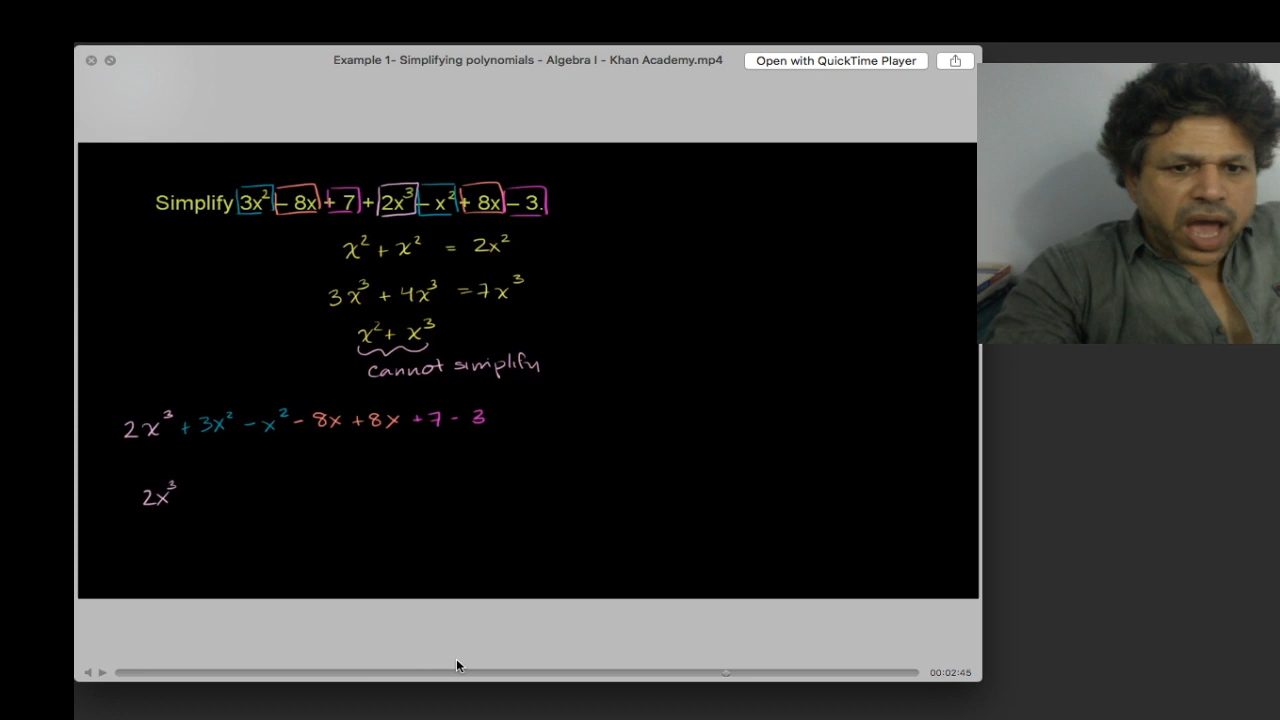 Example 1- Simplifying polynomials - Algebra I - Khan Academy.mp4
Open with QuickTime Player
Simplify 3x² – 8x + 7 + 2x³ – x² + 8x – 3.
x² + x² = 2x²
3x³ + 4x³ = 7x³
x² + x³
cannot simplify
2x³ + 3x² - x² - 8x + 8x + 7 - 3
2x³
00:02:45